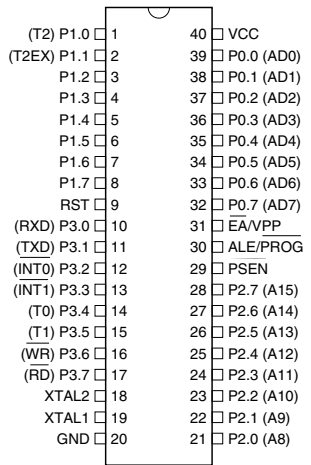 (T2) P1.0 1 40 VCC
(T2EX) P1.1 2 39 P0.0 (AD0)
P1.2 3 38 P0.1 (AD1)
P1.3 4 37 P0.2 (AD2)
P1.4 5 36 P0.3 (AD3)
P1.5 6 35 P0.4 (AD4)
P1.6 7 34 P0.5 (AD5)
P1.7 8 33 P0.6 (AD6)
RST 9 32 P0.7 (AD7)
(RXD) P3.0 10 31 E̅A̅/VPP
(TXD) P3.1 11 30 ALE/P̅R̅O̅G̅
(I̅N̅T̅0̅) P3.2 12 29 P̅S̅E̅N̅
(I̅N̅T̅1̅) P3.3 13 28 P2.7 (A15)
(T0) P3.4 14 27 P2.6 (A14)
(T1) P3.5 15 26 P2.5 (A13)
(W̅R̅) P3.6 16 25 P2.4 (A12)
(R̅D̅) P3.7 17 24 P2.3 (A11)
XTAL2 18 23 P2.2 (A10)
XTAL1 19 22 P2.1 (A9)
GND 20 21 P2.0 (A8)